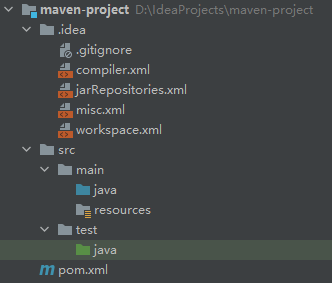 maven-project D:\IdeaProjects\maven-project
.idea
.gitignore
compiler.xml
jarRepositories.xml
misc.xml
workspace.xml
src
main
java
resources
test
java
pom.xml